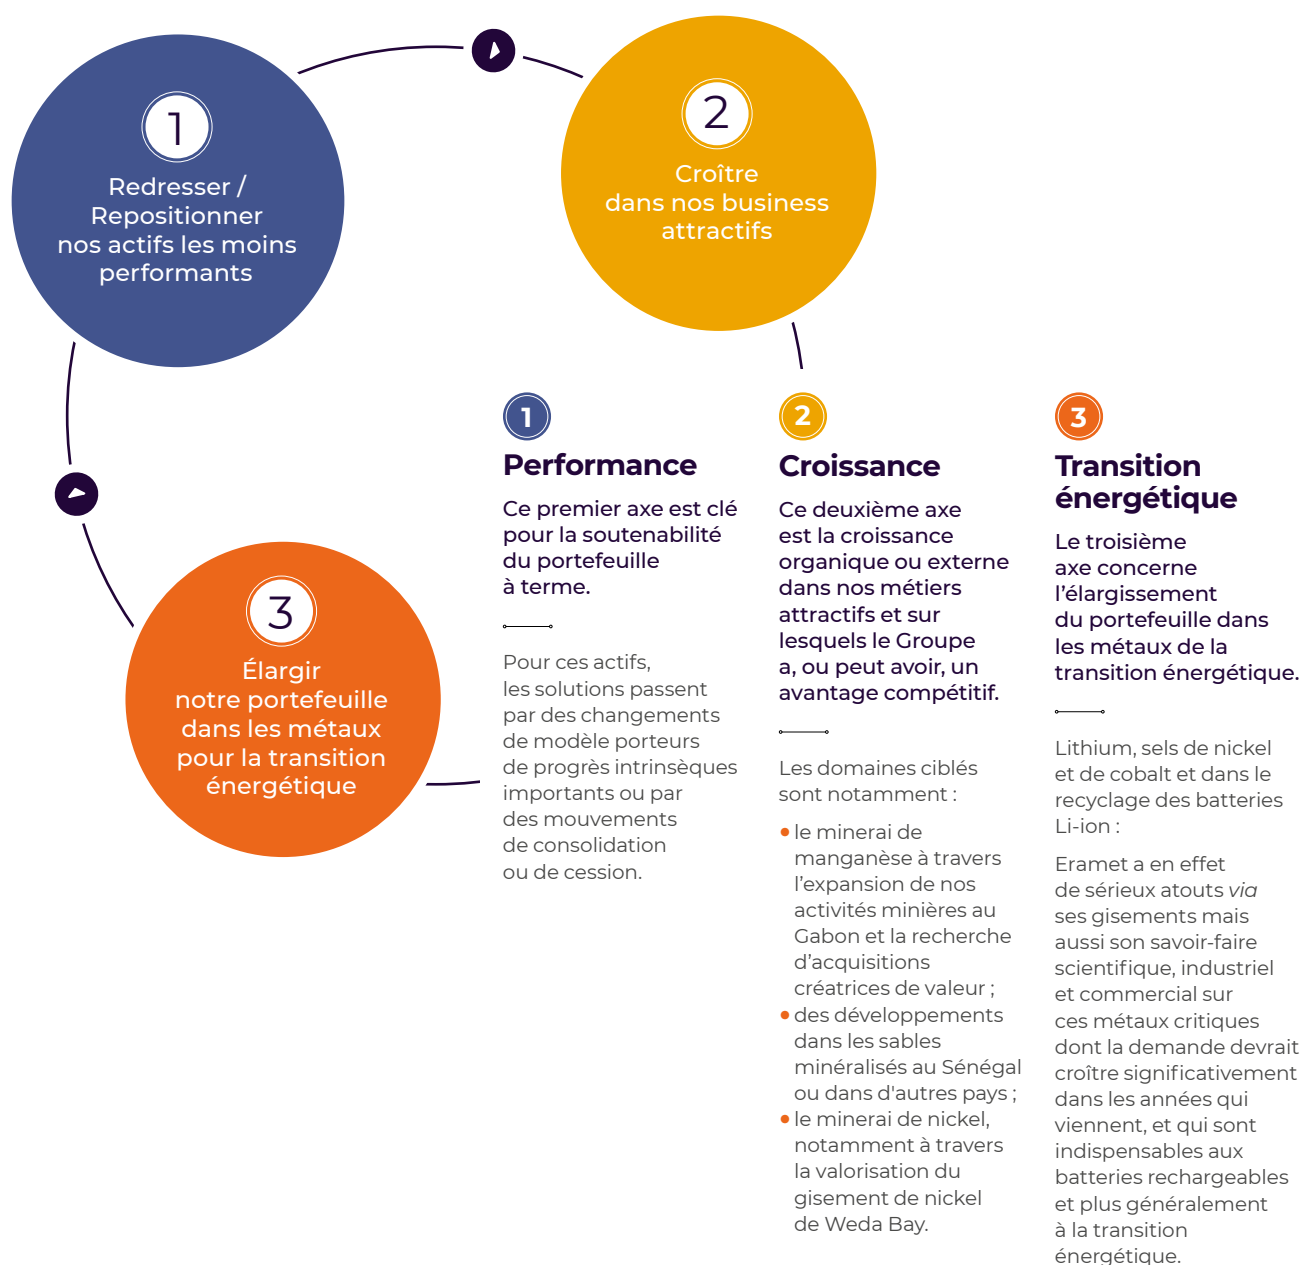 1
Redresser /
Repositionner
nos actifs les moins
performants
2
Croître
dans nos business
attractifs
3
Élargir
notre portefeuille
dans les métaux
pour la transition
énergétique
1
Performance
Ce premier axe est clé
pour la soutenabilité
du portefeuille
à terme.
Pour ces actifs,
les solutions passent
par des changements
de modèle porteurs
de progrès intrinsèques
importants ou par
des mouvements
de consolidation
ou de cession.
2
Croissance
Ce deuxième axe
est la croissance
organique ou externe
dans nos métiers
attractifs et sur
lesquels le Groupe
a, ou peut avoir, un
avantage compétitif.
Les domaines ciblés
sont notamment :
• le minerai de
manganèse à travers
l'expansion de nos
activités minières au
Gabon et la recherche
d'acquisitions
créatrices de valeur ;
• des développements
dans les sables
minéralisés au Sénégal
ou dans d'autres pays ;
• le minerai de nickel,
notamment à travers
la valorisation du
gisement de nickel
de Weda Bay.
3
Transition
énergétique
Le troisième
axe concerne
l'élargissement
du portefeuille dans
les métaux de la
transition énergétique.
Lithium, sels de nickel
et de cobalt et dans le
recyclage des batteries
Li-ion :
Eramet a en effet
de sérieux atouts via
ses gisements mais
aussi son savoir-faire
scientifique, industriel
et commercial sur
ces métaux critiques
dont la demande devrait
croître significativement
dans les années qui
viennent, et qui sont
indispensables aux
batteries rechargeables
et plus généralement
à la transition
énergétique.